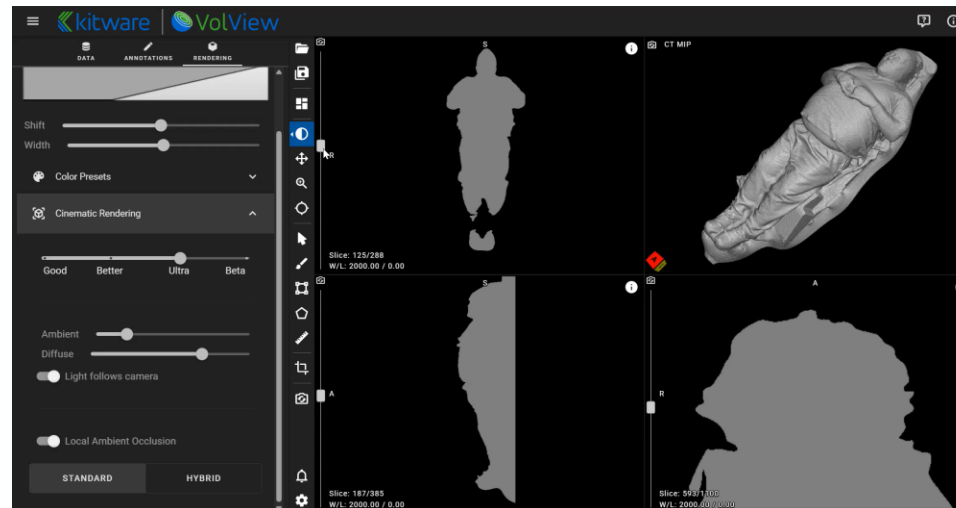 kitware VolView
DATA ANNOTATIONS RENDERING
Shift
Width
Color Presets
Cinematic Rendering
Good Better Ultra Beta
Ambient
Diffuse
Light follows camera
Local Ambient Occlusion
STANDARD HYBRID
S
R
Slice: 125/288
W/L: 2000.00 / 0.00
CT MIP
S
A
Slice: 187/385
W/L: 2000.00 / 0.00
A
R
Slice: 593/1100
W/L: 2000.00 / 0.00